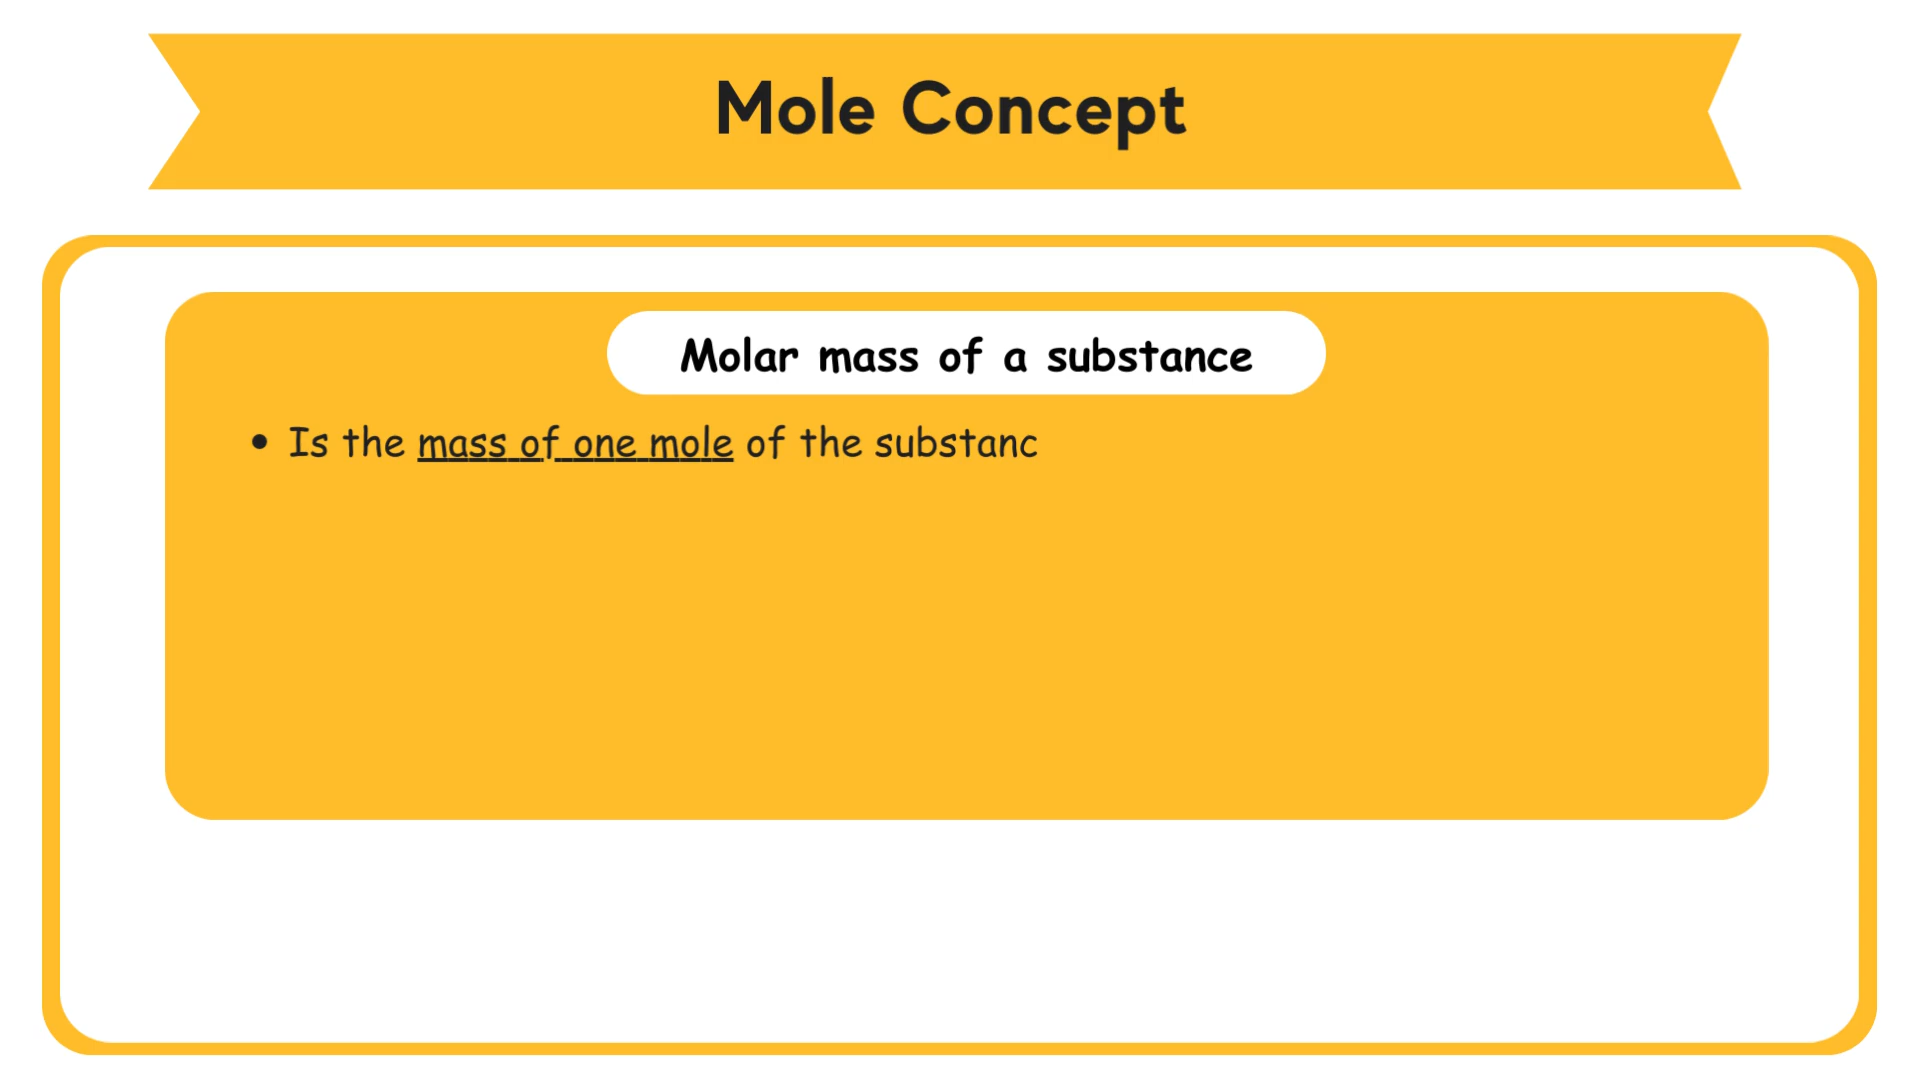 Mole Concept
Molar mass of a substance
• Is the mass of one mole of the substanc